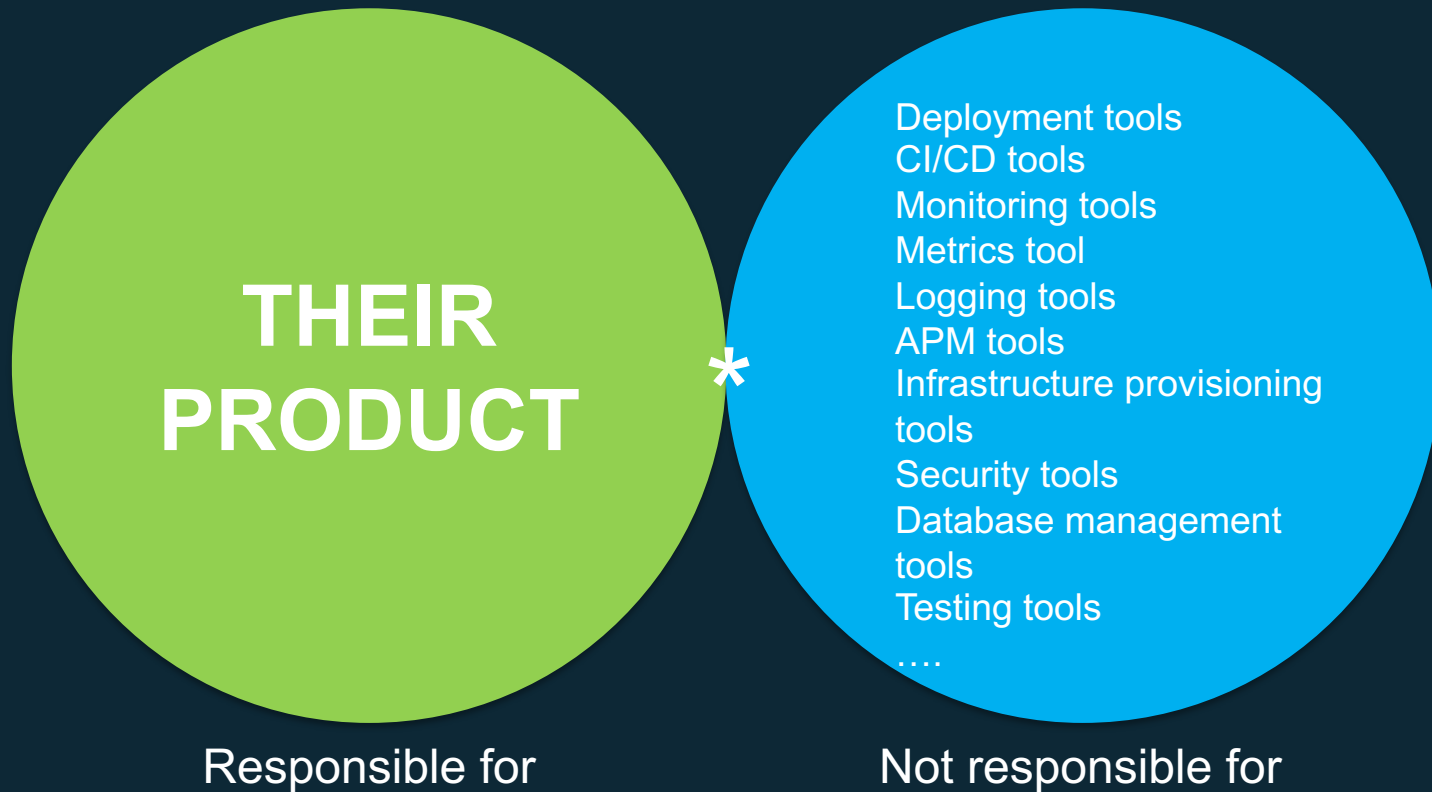 THEIR
PRODUCT
*
Deployment tools
CI/CD tools
Monitoring tools
Metrics tool
Logging tools
APM tools
Infrastructure provisioning
tools
Security tools
Database management
tools
Testing tools
....
Responsible for
Not responsible for